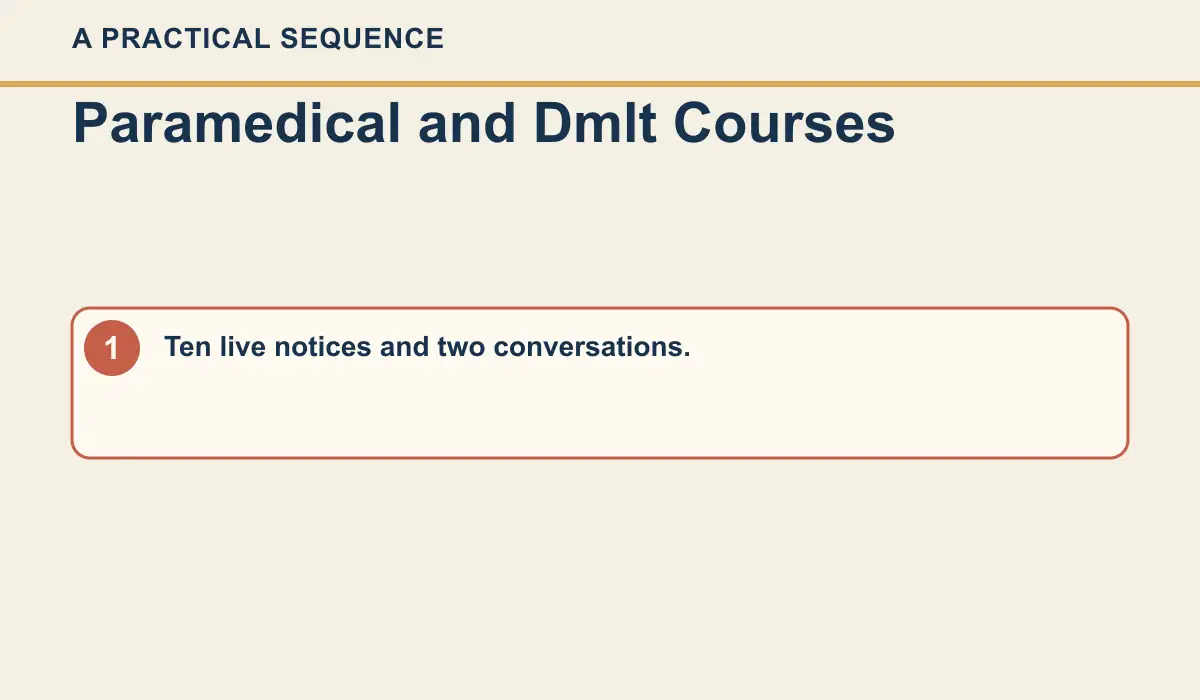 A PRACTICAL SEQUENCE
Paramedical and Dmlt Courses
1
Ten live notices and two conversations.